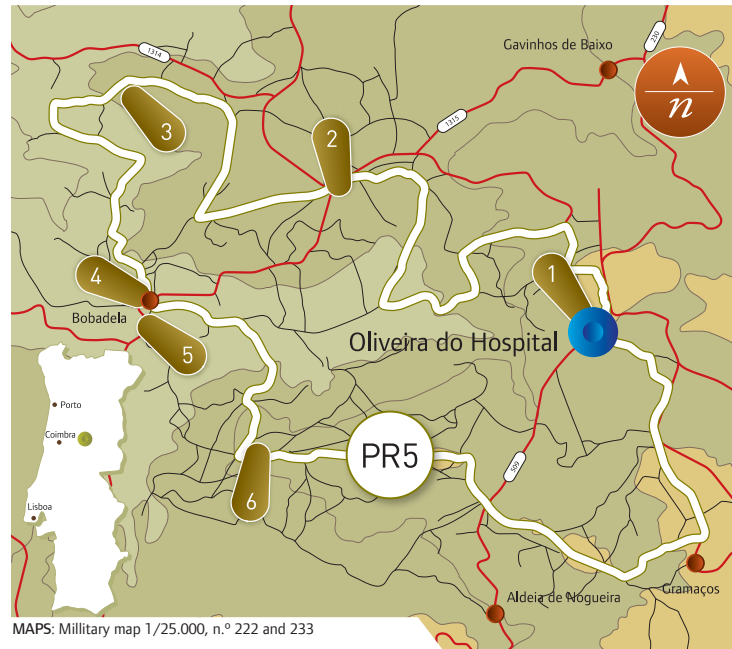 1314
230
Gavinhos de Baixo
n
3
2
1315
4
1
Bobadela
5
Oliveira do Hospital
Porto
Coimbra
PR5
509
6
Lisboa
Gramaços
Aldeia de Nogueira
MAPS: Millitary map 1/25.000, n.º 222 and 233